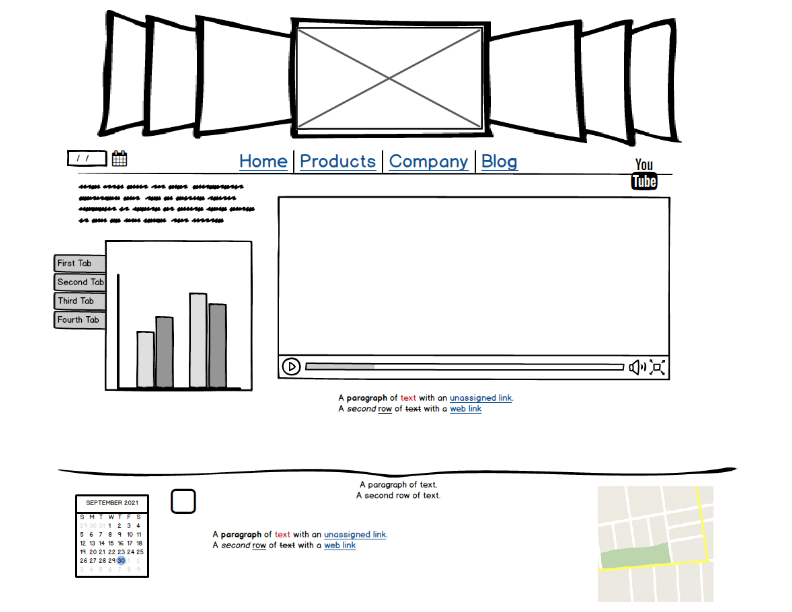 / /
Home Products Company Blog
You
Tube
First Tab
Second Tab
Third Tab
Fourth Tab
A paragraph of text with an unassigned link.
A second row of text with a web link
A paragraph of text.
A second row of text.
SEPTEMBER 2021
S M T W T F S
29 30 31 1 2 3 4
5 6 7 8 9 10 11
12 13 14 15 16 17 18
19 20 21 22 23 24 25
26 27 28 29 30 1 2
3 4 5 6 7 8 9
A paragraph of text with an unassigned link.
A second row of text with a web link